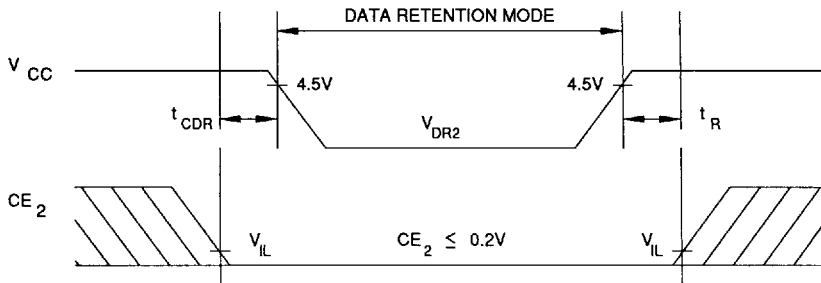 DATA RETENTION MODE
V CC
4.5V
4.5V
t CDR
V DR2
t R
CE 2
V IL
CE 2 ≤ 0.2V
V IL